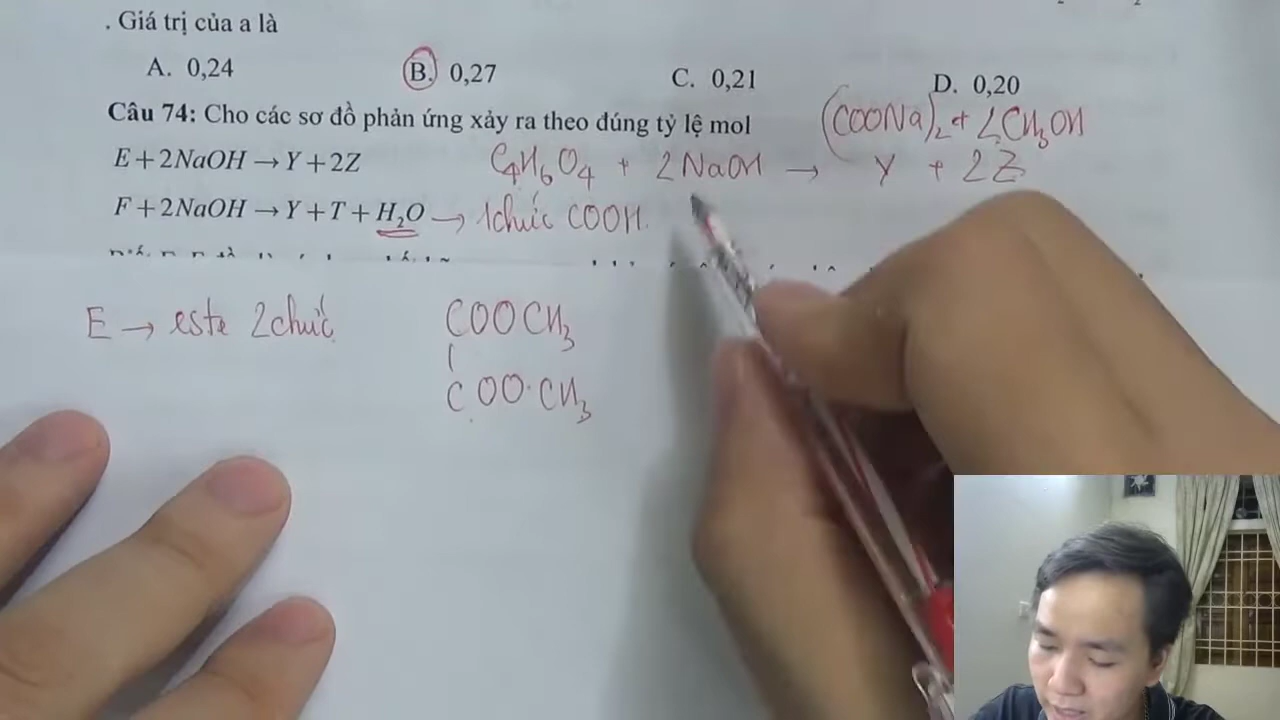 . Giá trị của a là
A. 0,24 B. 0,27 C. 0,21 D. 0,20
Câu 74: Cho các sơ đồ phản ứng xảy ra theo đúng tỷ lệ mol
(COONa)₂ + 2CH₃OH
E + 2NaOH → Y + 2Z C₄H₆O₄ + 2NaOH → Y + 2Z
F + 2NaOH → Y + T + H₂O → 1chức COOH.
E → este 2chức
COOCH₃
|
COO·CH₃